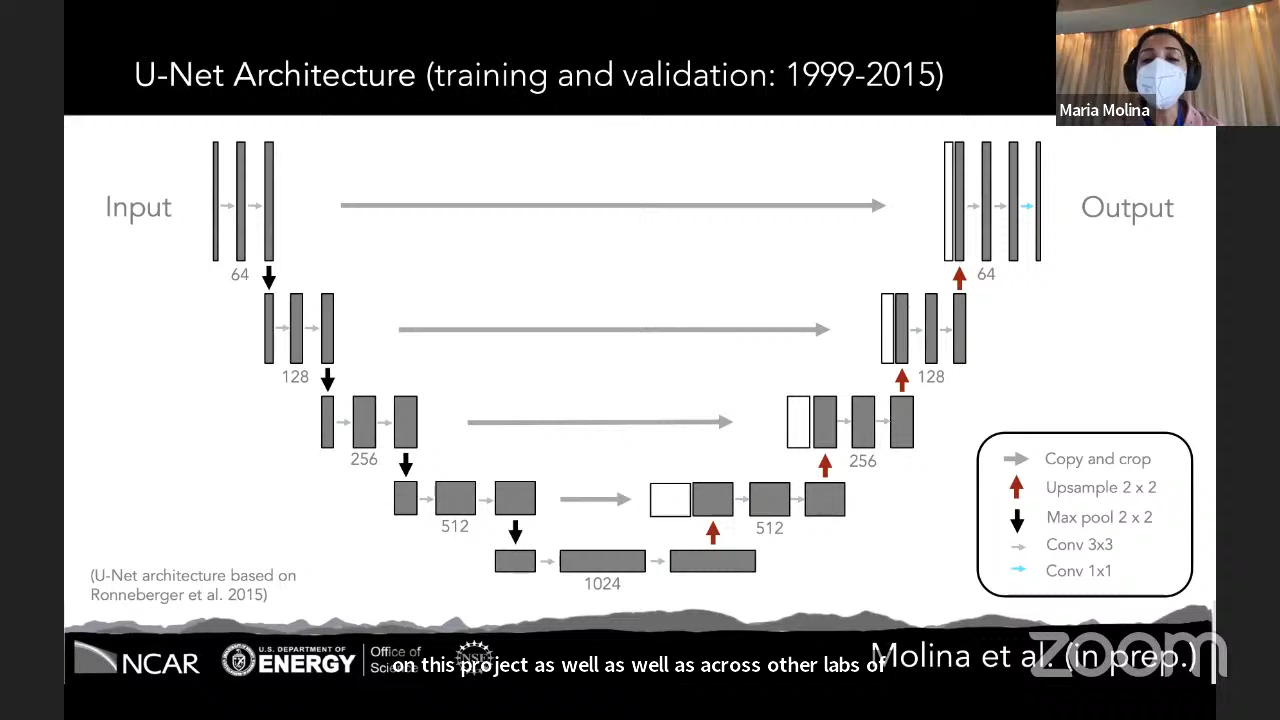 U-Net Architecture (training and validation: 1999-2015)
Maria Molina
Input
Output
64
64
128
128
256
256
512
512
1024
Copy and crop
Upsample 2 x 2
Max pool 2 x 2
Conv 3x3
Conv 1x1
(U-Net architecture based on
Ronneberger et al. 2015)
NCAR
U.S. DEPARTMENT OF
ENERGY
Office of
Science
NSF
Molina et al. (in prep.)
zoom
on this project as well as well as across other labs of